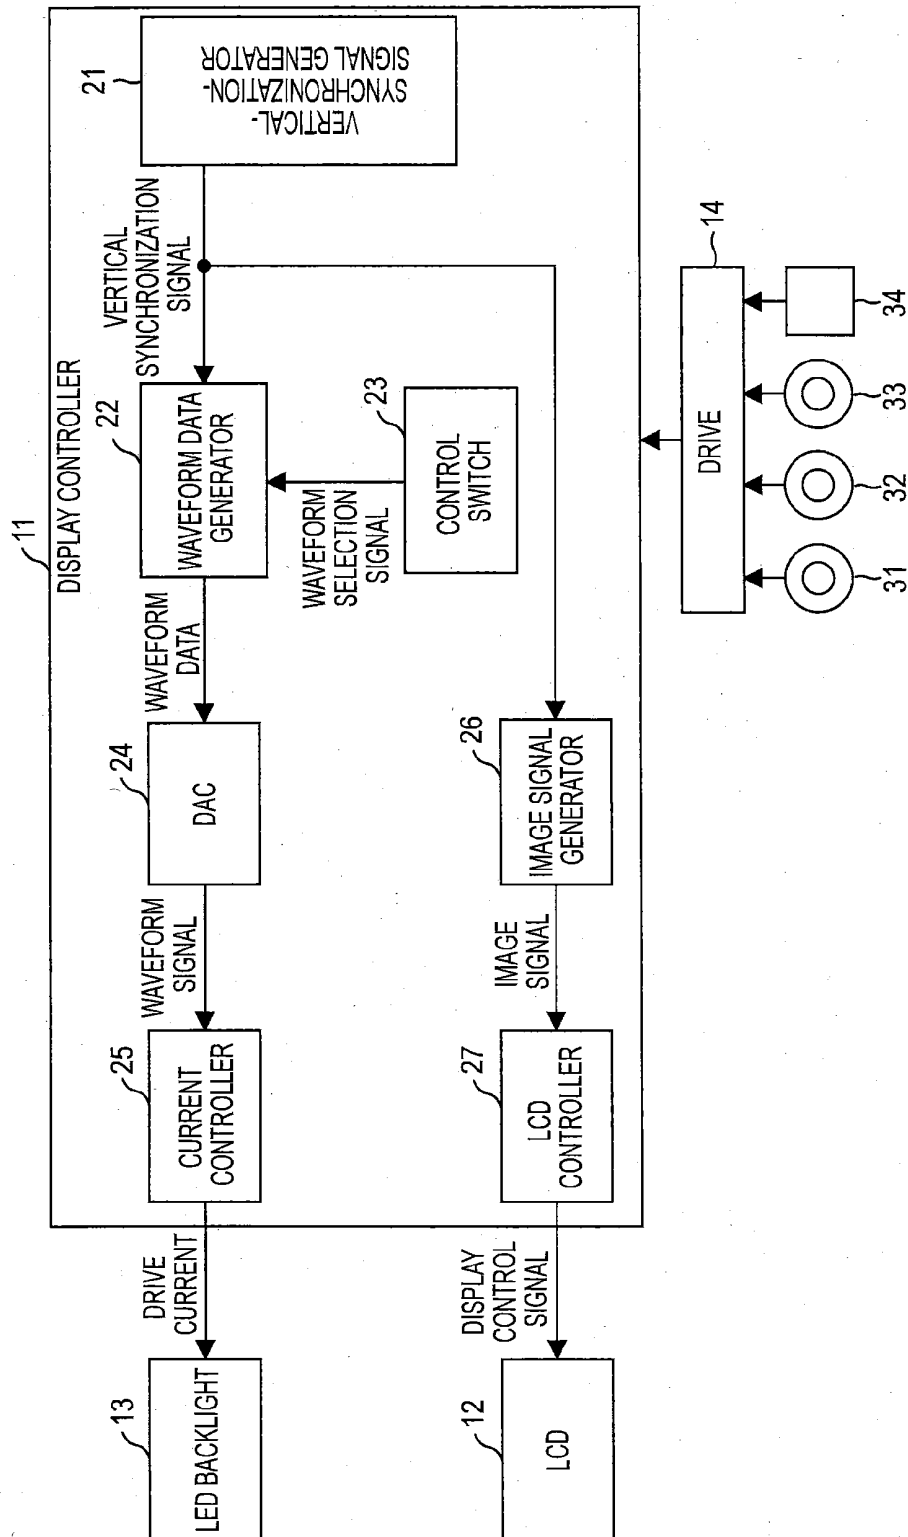 11
DISPLAY CONTROLLER
21
VERTICAL-
SYNCHRONIZATION-
SIGNAL GENERATOR
VERTICAL
SYNCHRONIZATION
SIGNAL
22
WAVEFORM DATA
GENERATOR
23
CONTROL
SWITCH
WAVEFORM
SELECTION
SIGNAL
WAVEFORM
DATA
24
DAC
WAVEFORM
SIGNAL
25
CURRENT
CONTROLLER
DRIVE
CURRENT
13
LED BACKLIGHT
26
IMAGE SIGNAL
GENERATOR
IMAGE
SIGNAL
27
LCD
CONTROLLER
DISPLAY
CONTROL
SIGNAL
12
LCD
14
DRIVE
31
32
33
34